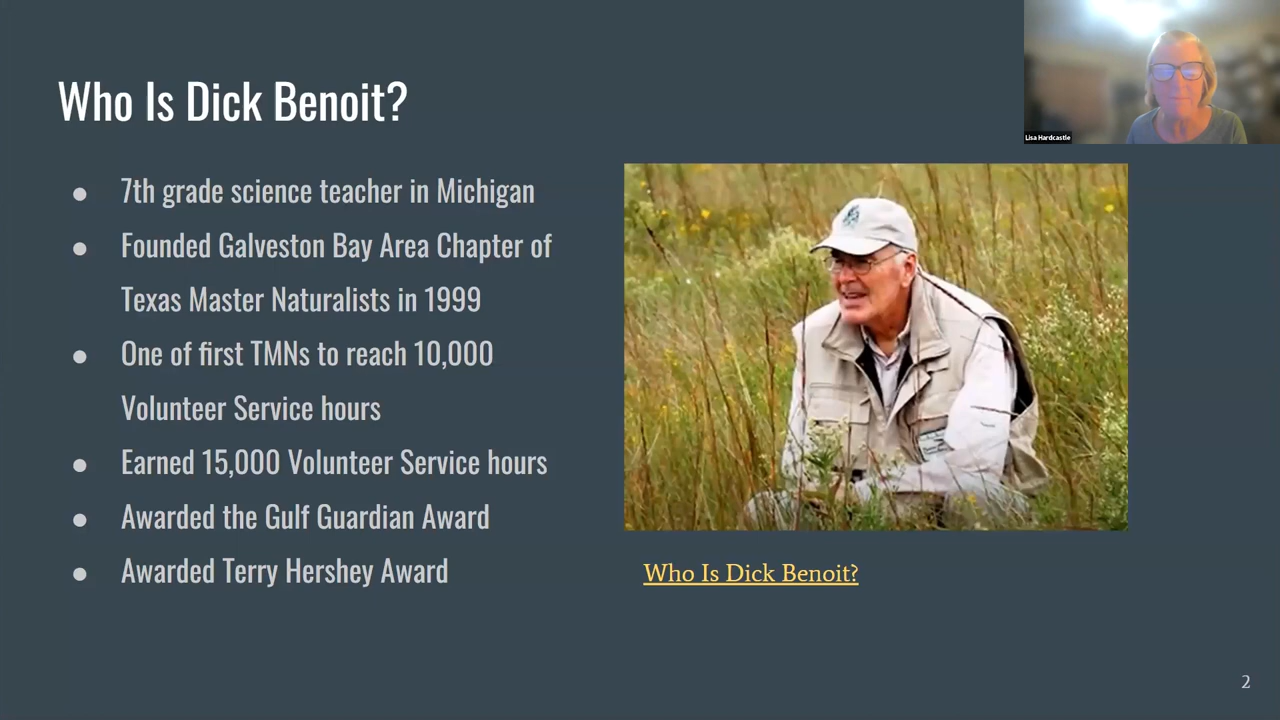 Who Is Dick Benoit?
Lisa Hardcastle
● 7th grade science teacher in Michigan
● Founded Galveston Bay Area Chapter of
Texas Master Naturalists in 1999
● One of first TMNs to reach 10,000
Volunteer Service hours
● Earned 15,000 Volunteer Service hours
● Awarded the Gulf Guardian Award
● Awarded Terry Hershey Award
Who Is Dick Benoit?
2